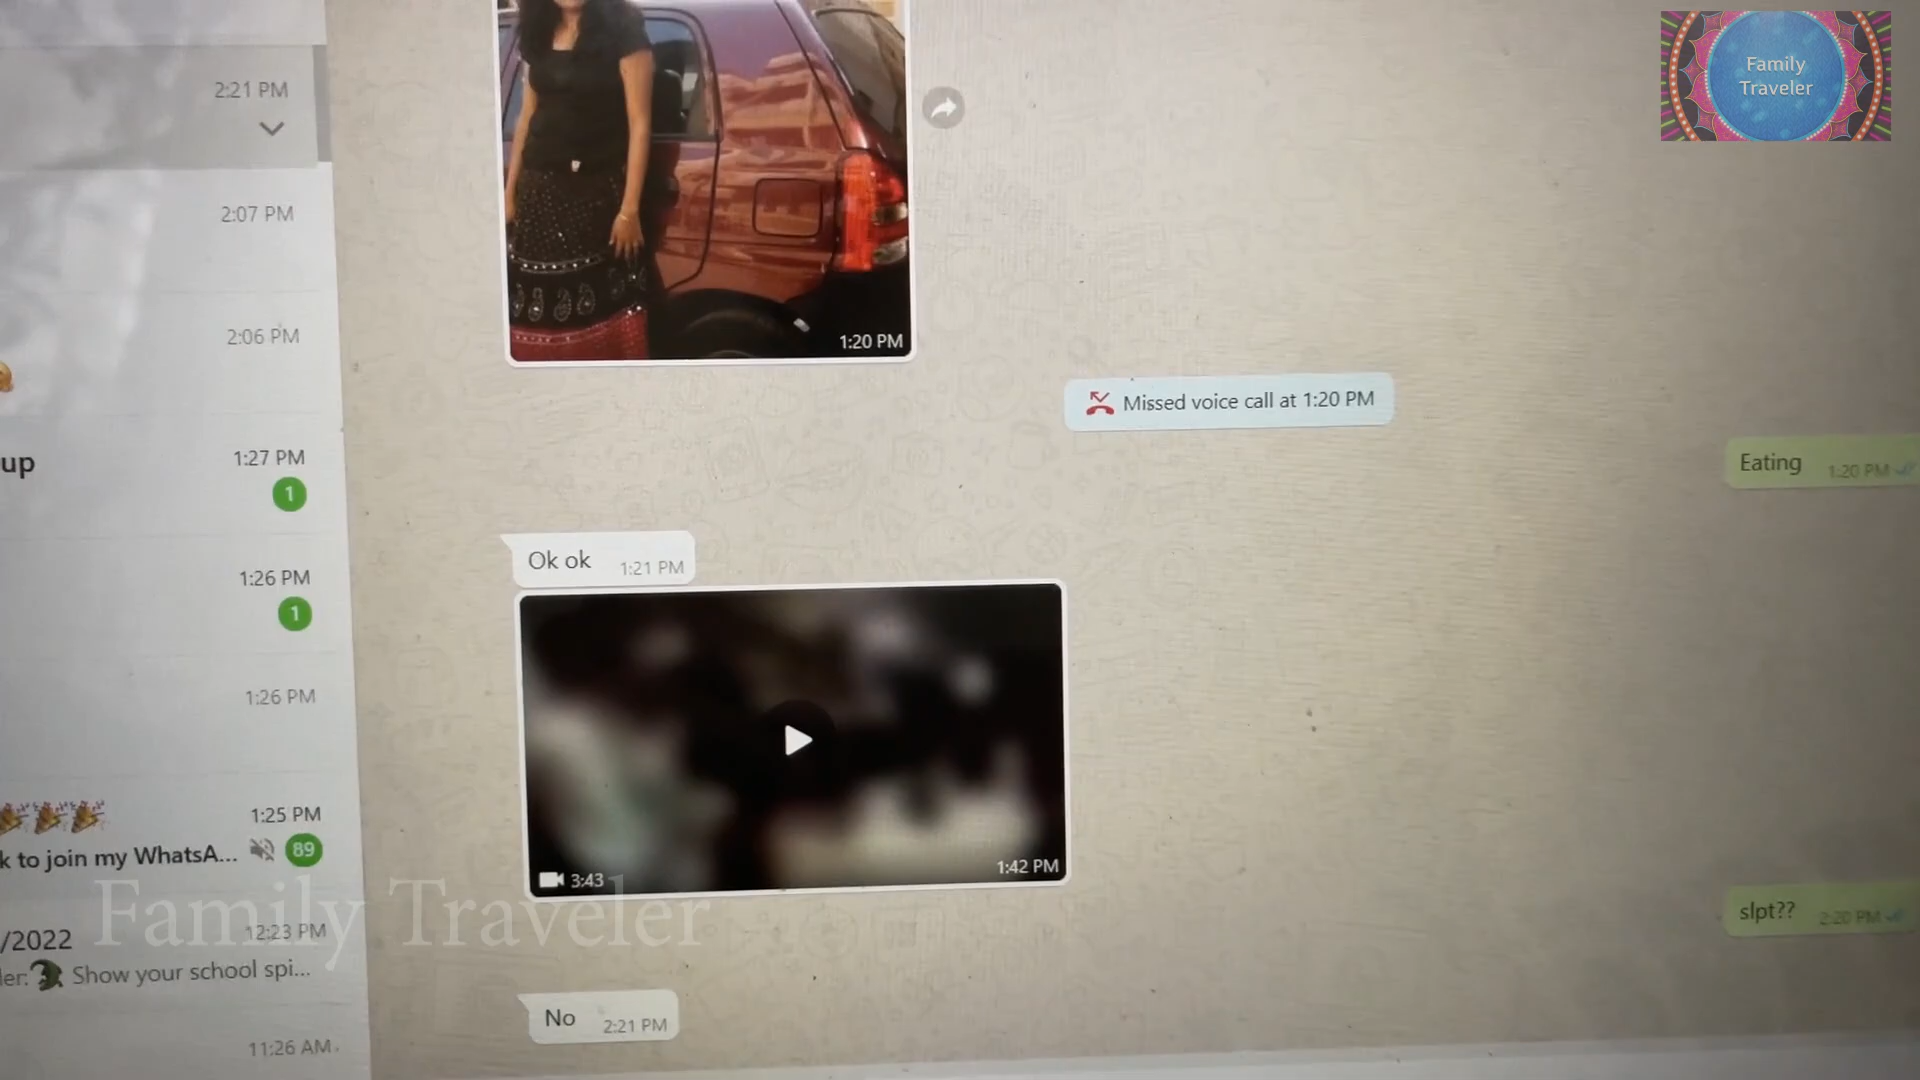 Family
Traveler
2:21 PM
2:07 PM
2:06 PM
up
1:27 PM
1
1:26 PM
1
1:26 PM
1:25 PM
k to join my WhatsA...
89
/2022
12:23 PM
ler: Show your school spi...
11:26 AM
1:20 PM
Missed voice call at 1:20 PM
Eating 1:20 PM
Ok ok 1:21 PM
3:43
1:42 PM
slpt?? 2:20 PM
No 2:21 PM
Family Traveler